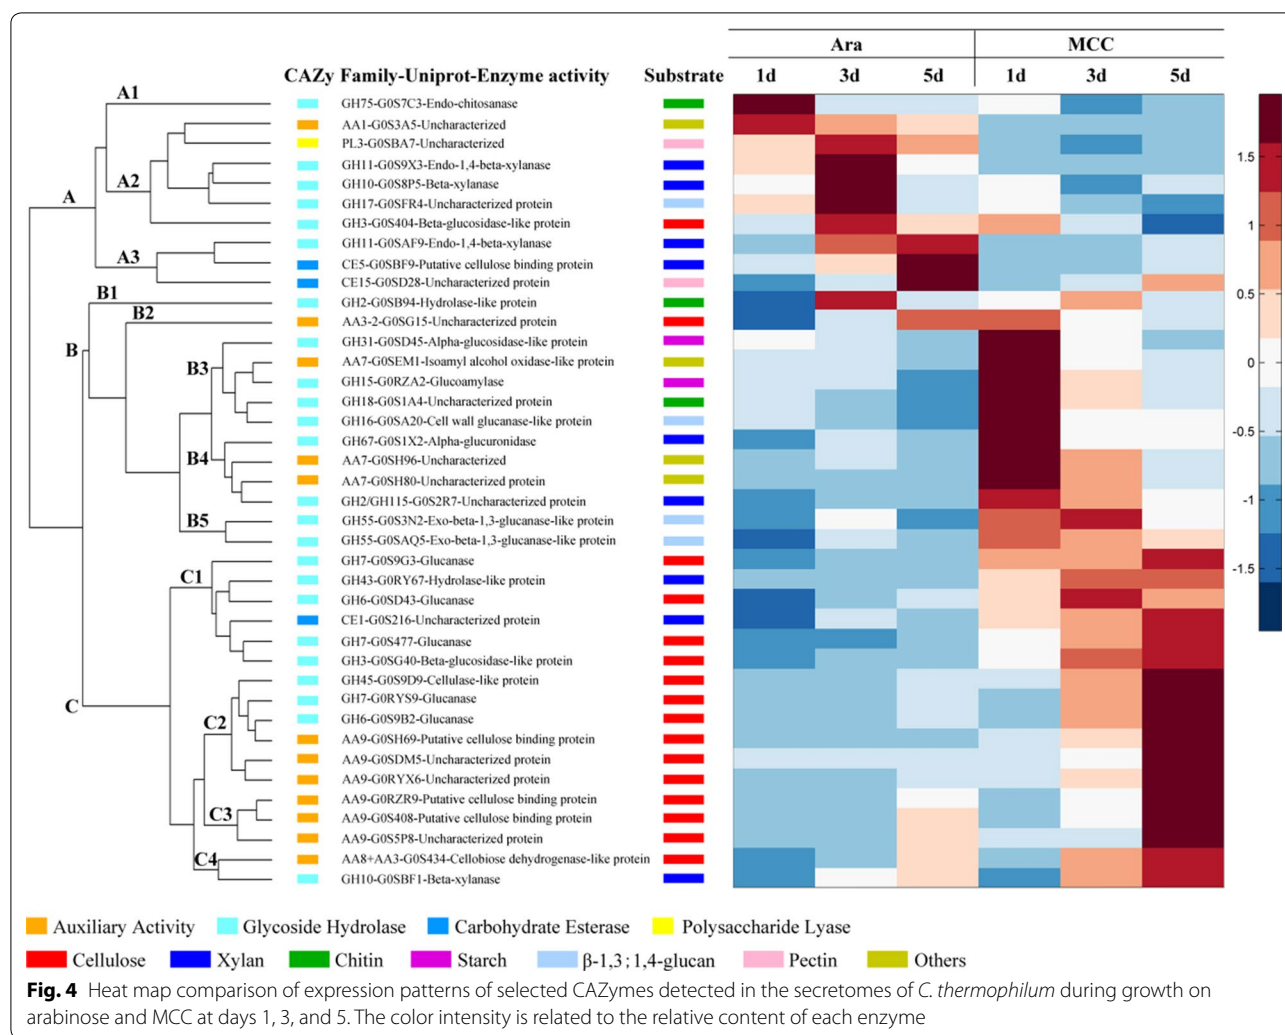 Ara MCC
CAZy Family-Uniprot-Enzyme activity Substrate 1d 3d 5d 1d 3d 5d
A1 GH75-G0S7C3-Endo-chitosanase
AA1-G0S3A5-Uncharacterized
PL3-G0SBA7-Uncharacterized
GH11-G0S9X3-Endo-1,4-beta-xylanase
A2 GH10-G0S8P5-Beta-xylanase
A GH17-G0SFR4-Uncharacterized protein
GH3-G0S404-Beta-glucosidase-like protein
GH11-G0SAF9-Endo-1,4-beta-xylanase
A3 CE5-G0SBF9-Putative cellulose binding protein
CE15-G0SD28-Uncharacterized protein
B1 GH2-G0SB94-Hydrolase-like protein
B2 AA3-2-G0SG15-Uncharacterized protein
B GH31-G0SD45-Alpha-glucosidase-like protein
B3 AA7-G0SEM1-Isoamyl alcohol oxidase-like protein
GH15-G0RZA2-Glucoamylase
GH18-G0S1A4-Uncharacterized protein
GH16-G0SA20-Cell wall glucanase-like protein
GH67-G0S1X2-Alpha-glucuronidase
B4 AA7-G0SH96-Uncharacterized
AA7-G0SH80-Uncharacterized protein
GH2/GH115-G0S2R7-Uncharacterized protein
B5 GH55-G0S3N2-Exo-beta-1,3-glucanase-like protein
GH55-G0SAQ5-Exo-beta-1,3-glucanase-like protein
GH7-G0S9G3-Glucanase
C1 GH43-G0RY67-Hydrolase-like protein
GH6-G0SD43-Glucanase
CE1-G0S216-Uncharacterized protein
GH7-G0S477-Glucanase
GH3-G0SG40-Beta-glucosidase-like protein
GH45-G0S9D9-Cellulase-like protein
C GH7-G0RYS9-Glucanase
C2 GH6-G0S9B2-Glucanase
AA9-G0SH69-Putative cellulose binding protein
AA9-G0SDM5-Uncharacterized protein
AA9-G0RYX6-Uncharacterized protein
AA9-G0RZR9-Putative cellulose binding protein
C3 AA9-G0S408-Putative cellulose binding protein
AA9-G0S5P8-Uncharacterized protein
C4 AA8+AA3-G0S434-Cellobiose dehydrogenase-like protein
GH10-G0SBF1-Beta-xylanase
1.5
1
0.5
0
-0.5
-1
-1.5
Auxiliary Activity Glycoside Hydrolase Carbohydrate Esterase Polysaccharide Lyase
Cellulose Xylan Chitin Starch β-1,3 ; 1,4-glucan Pectin Others
Fig. 4 Heat map comparison of expression patterns of selected CAZymes detected in the secretomes of C. thermophilum during growth on
arabinose and MCC at days 1, 3, and 5. The color intensity is related to the relative content of each enzyme